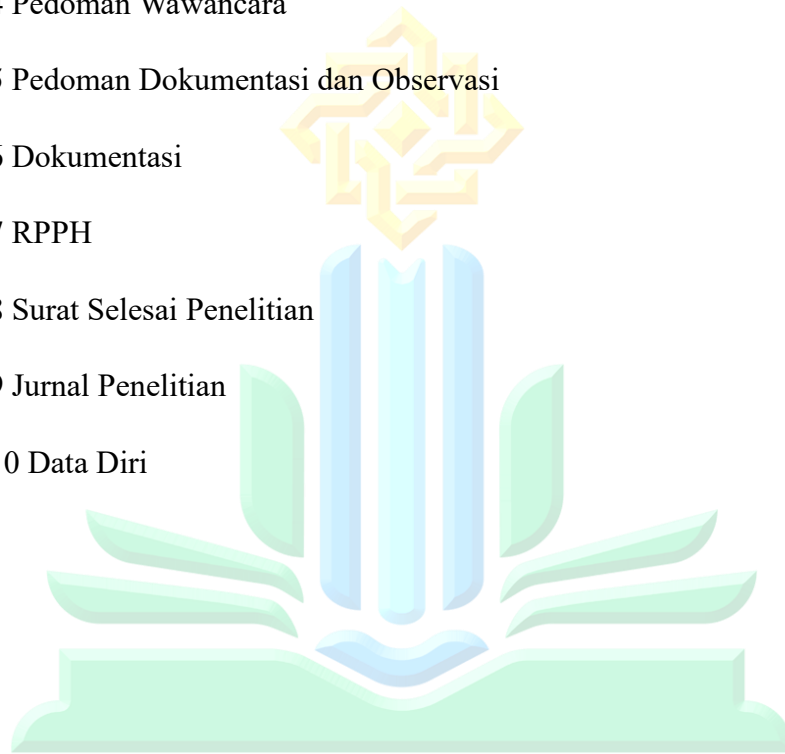 Pedoman Wawancara
5 Pedoman Dokumentasi dan Observasi
6 Dokumentasi
7 RPPH
8 Surat Selesai Penelitian
9 Jurnal Penelitian
0 Data Diri